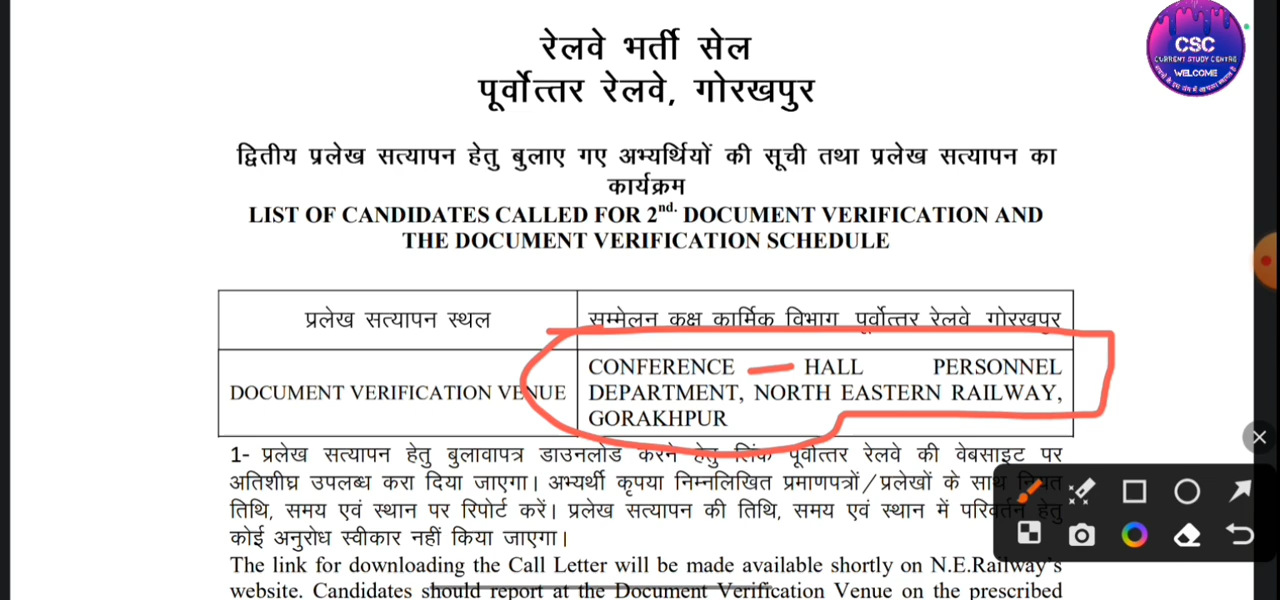 CSC
CURRENT STUDY CENTRE
WELCOME
रेलवे भर्ती सेल
पूर्वोत्तर रेलवे, गोरखपुर
द्वितीय प्रलेख सत्यापन हेतु बुलाए गए अभ्यर्थियों की सूची तथा प्रलेख सत्यापन का
कार्यक्रम
LIST OF CANDIDATES CALLED FOR 2nd. DOCUMENT VERIFICATION AND
THE DOCUMENT VERIFICATION SCHEDULE
प्रलेख सत्यापन स्थल
सम्मेलन कक्ष कार्मिक विभाग पूर्वोत्तर रेलवे गोरखपुर
DOCUMENT VERIFICATION VENUE
CONFERENCE HALL PERSONNEL
DEPARTMENT, NORTH EASTERN RAILWAY,
GORAKHPUR
1- प्रलेख सत्यापन हेतु बुलावापत्र डाउनलोड करने हेतु लिंक पूर्वोत्तर रेलवे की वेबसाइट पर
अतिशीघ्र उपलब्ध करा दिया जाएगा। अभ्यर्थी कृपया निम्नलिखित प्रमाणपत्रों/प्रलेखों के साथ नियत
तिथि, समय एवं स्थान पर रिपोर्ट करें। प्रलेख सत्यापन की तिथि, समय एवं स्थान में परिवर्तन हेतु
कोई अनुरोध स्वीकार नहीं किया जाएगा।
The link for downloading the Call Letter will be made available shortly on N.E.Railway's
website. Candidates should report at the Document Verification Venue on the prescribed